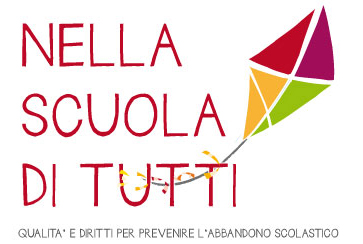 NELLA
SCUOLA
DI TUTTI
QUALITA' E DIRITTI PER PREVENIRE L'ABBANDONO SCOLASTICO